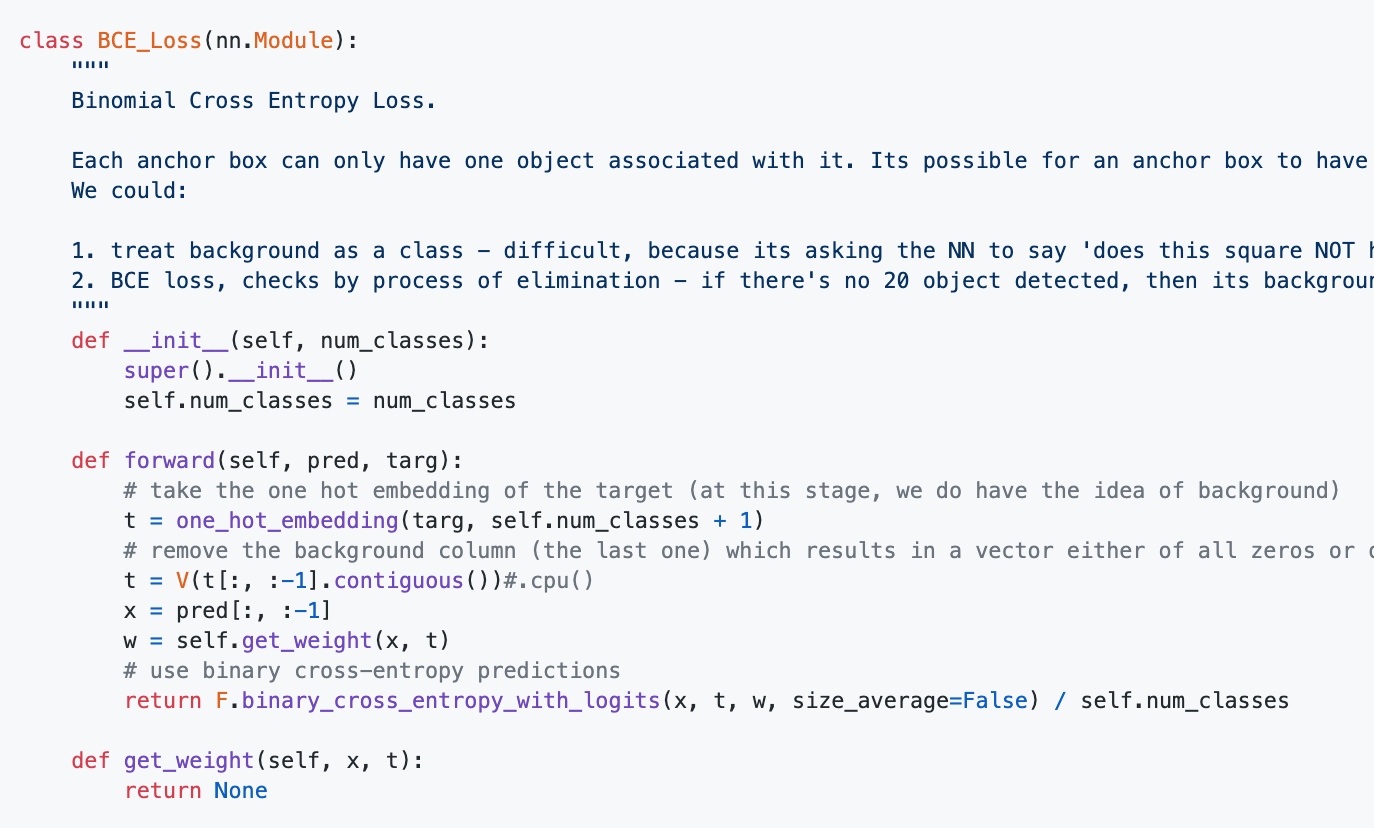 class BCE_Loss(nn.Module):
    """
    Binomial Cross Entropy Loss.

    Each anchor box can only have one object associated with it. Its possible for an anchor box to have
    We could:

    1. treat background as a class - difficult, because its asking the NN to say 'does this square NOT
    2. BCE loss, checks by process of elimination - if there's no 20 object detected, then its
    """
    def __init__(self, num_classes):
        super().__init__()
        self.num_classes = num_classes

    def forward(self, pred, targ):
        # take the one hot embedding of the target (at this stage, we do have the idea of background)
        t = one_hot_embedding(targ, self.num_classes + 1)
        # remove the background column (the last one) which results in a vector either of all zeros or
        t = V(t[:, :-1].contiguous())#.cpu()
        x = pred[:, :-1]
        w = self.get_weight(x, t)
        # use binary cross-entropy predictions
        return F.binary_cross_entropy_with_logits(x, t, w, size_average=False) / self.num_classes

    def get_weight(self, x, t):
        return None